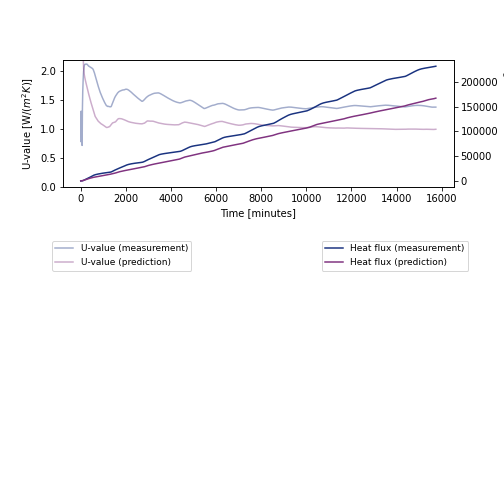 U-value [W/(m²K)]
2.0
1.5
1.0
0.5
0.0
200000
150000
100000
50000
0
0 2000 4000 6000 8000 10000 12000 14000 16000
Time [minutes]
U-value (measurement)
U-value (prediction)
Heat flux (measurement)
Heat flux (prediction)